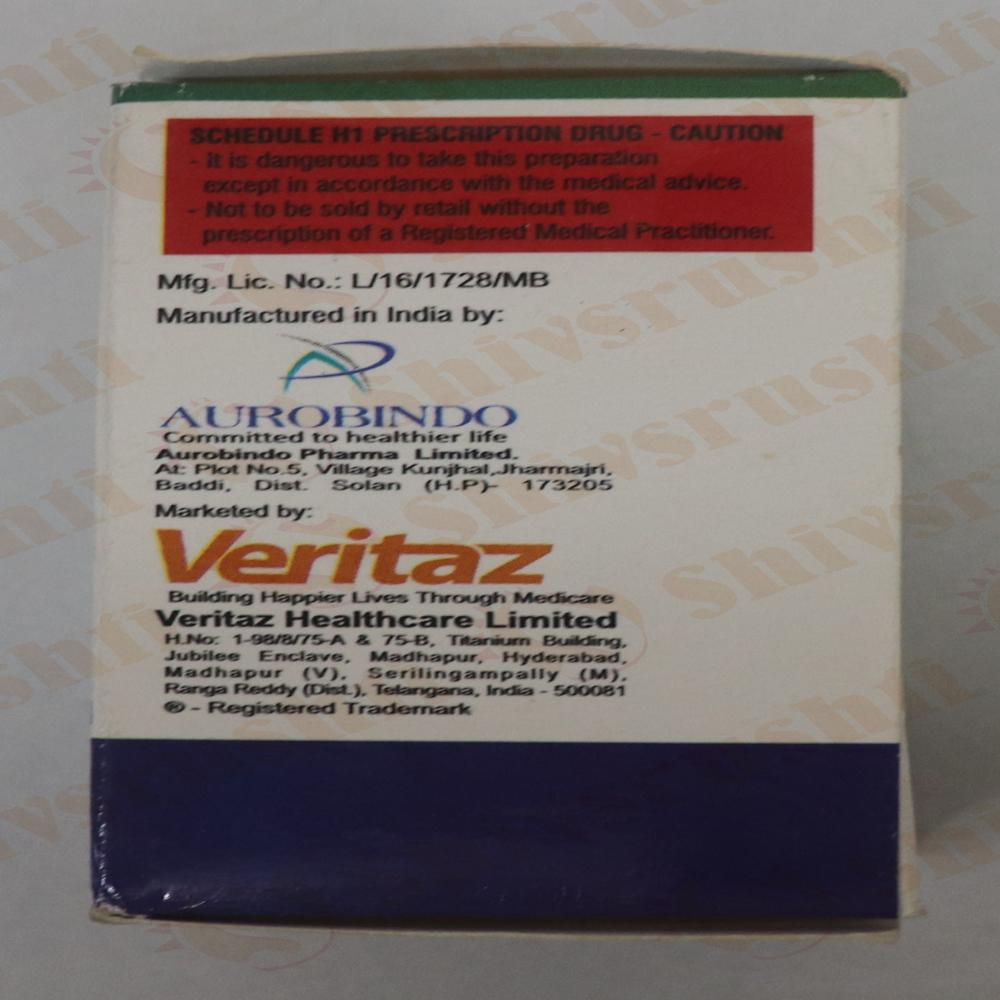 SCHEDULE H1 PRESCRIPTION DRUG - CAUTION
- It is dangerous to take this preparation
except in accordance with the medical advice.
- Not to be sold by retail without the
prescription of a Registered Medical Practitioner.
Mfg. Lic. No.: L/16/1728/MB
Manufactured in India by:
AUROBINDO
Committed to healthier life
Aurobindo Pharma Limited.
At: Plot No.5, Village Kunjhal,Jharmajri,
Baddi, Dist. Solan (H.P)- 173205
Marketed by:
Veritaz
Building Happier Lives Through Medicare
Veritaz Healthcare Limited
H.No: 1-98/8/75-A & 75-B, Titanium Building,
Jubilee Enclave, Madhapur, Hyderabad,
Madhapur (V), Serilingampally (M),
Ranga Reddy (Dist.), Telangana, India - 500081
® - Registered Trademark
Shivsrushti
Shivsrushti